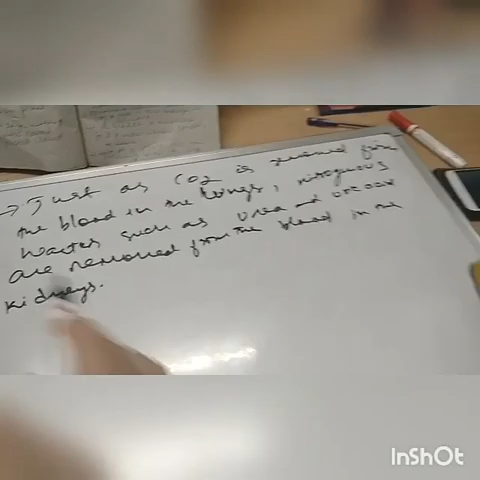 → Just as CO2 is removed from
the blood in the lungs, nitrogenous
wastes such as urea and uric acid
are removed from the blood in the
kidneys.
InShOt